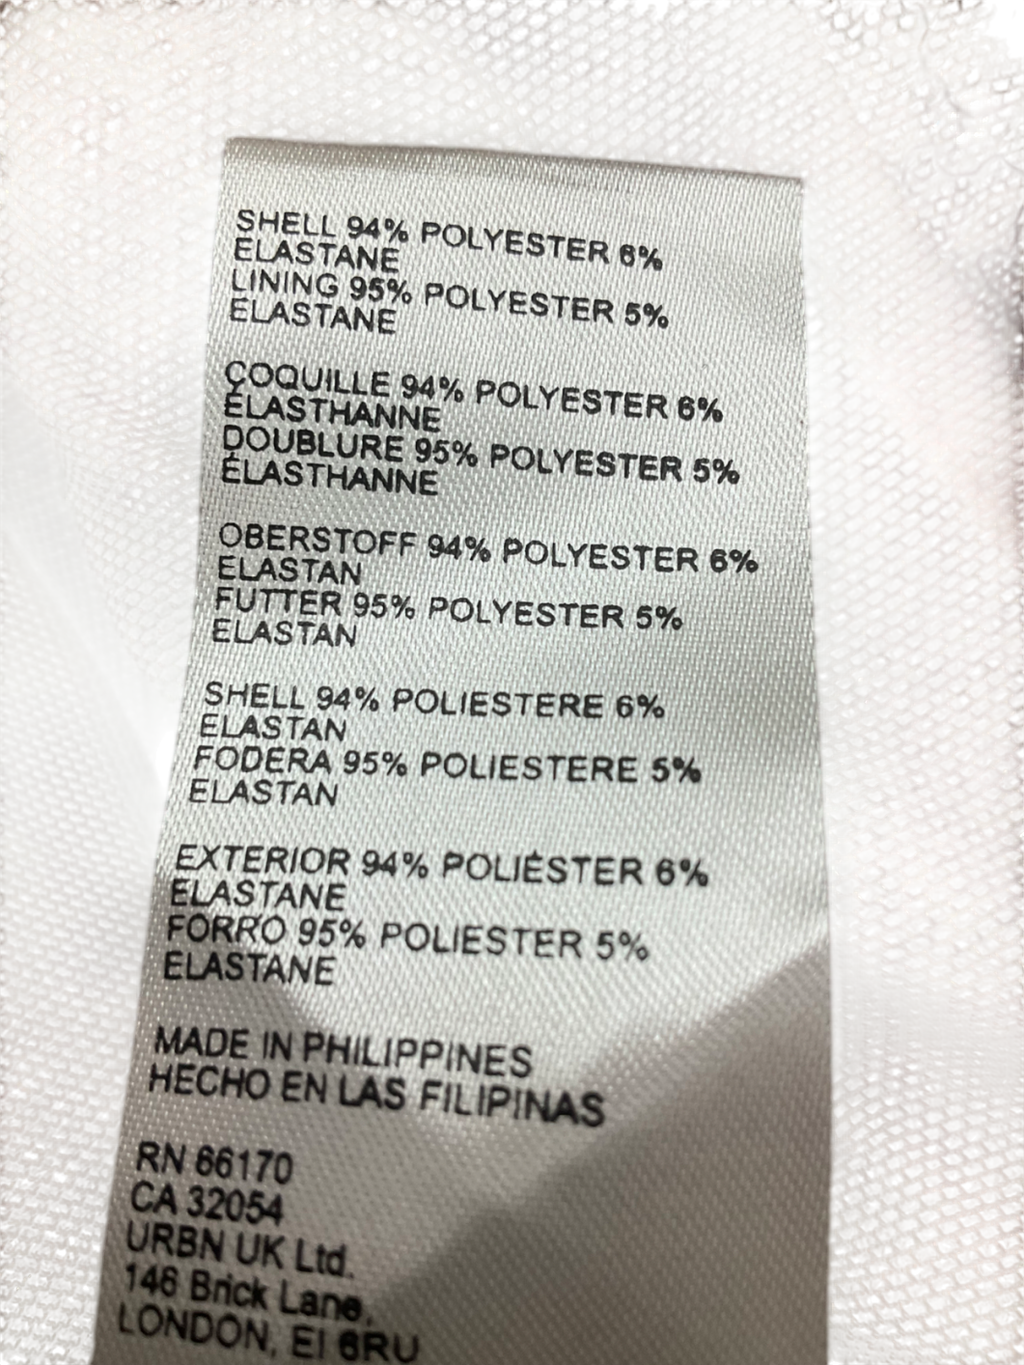 SHELL 94% POLYESTER 6%
ELASTANE
LINING 95% POLYESTER 5%
ELASTANE
COQUILLE 94% POLYESTER 6%
ÉLASTHANNE
DOUBLURE 95% POLYESTER 5%
ÉLASTHANNE
OBERSTOFF 94% POLYESTER 6%
ELASTAN
FUTTER 95% POLYESTER 5%
ELASTAN
SHELL 94% POLIESTERE 6%
ELASTAN
FODERA 95% POLIESTERE 5%
ELASTAN
EXTERIOR 94% POLIÉSTER 6%
ELASTANE
FORRO 95% POLIESTER 5%
ELASTANE
MADE IN PHILIPPINES
HECHO EN LAS FILIPINAS
RN 66170
CA 32054
URBN UK Ltd.
146 Brick Lane,
LONDON, EI 6RU